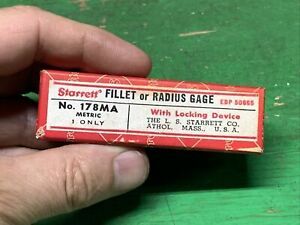 Starrett FILLET or RADIUS GAGE EDP 50665
No. 178MA
METRIC
1 ONLY
With Locking Device
THE L. S. STARRETT CO.
ATHOL, MASS., U. S. A.